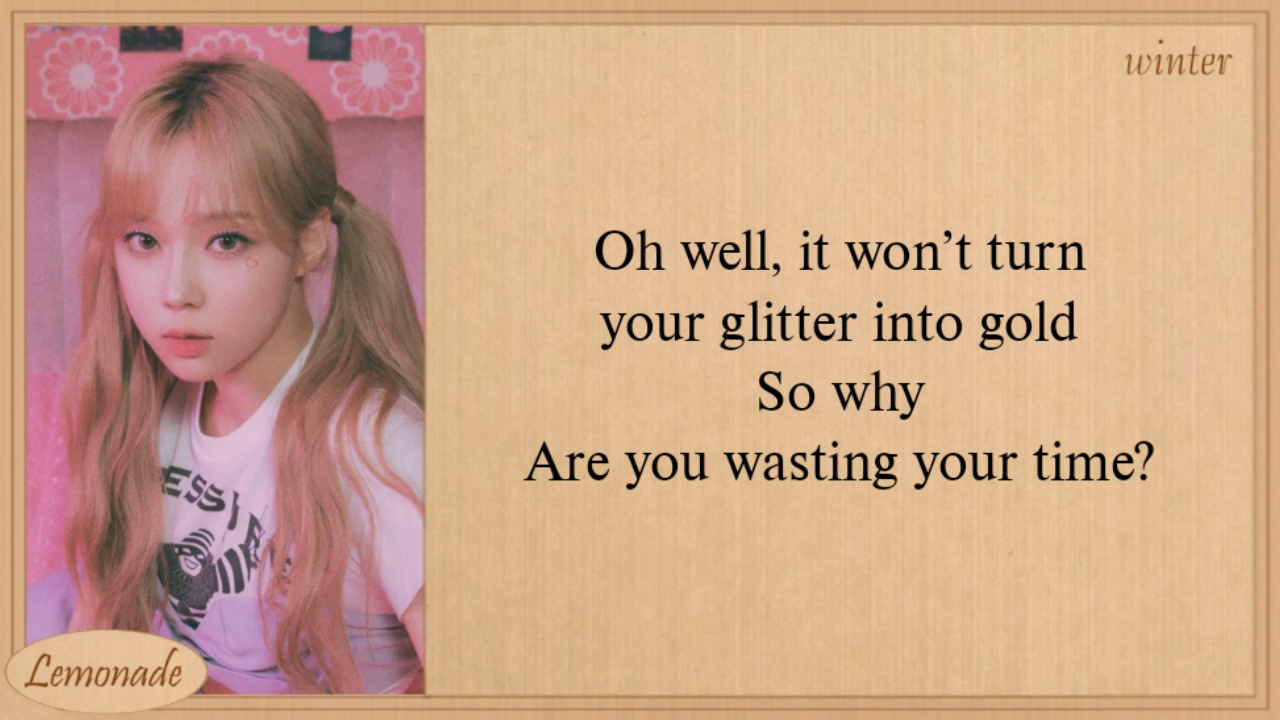 winter
Oh well, it won't turn
your glitter into gold
So why
Are you wasting your time?
Lemonade